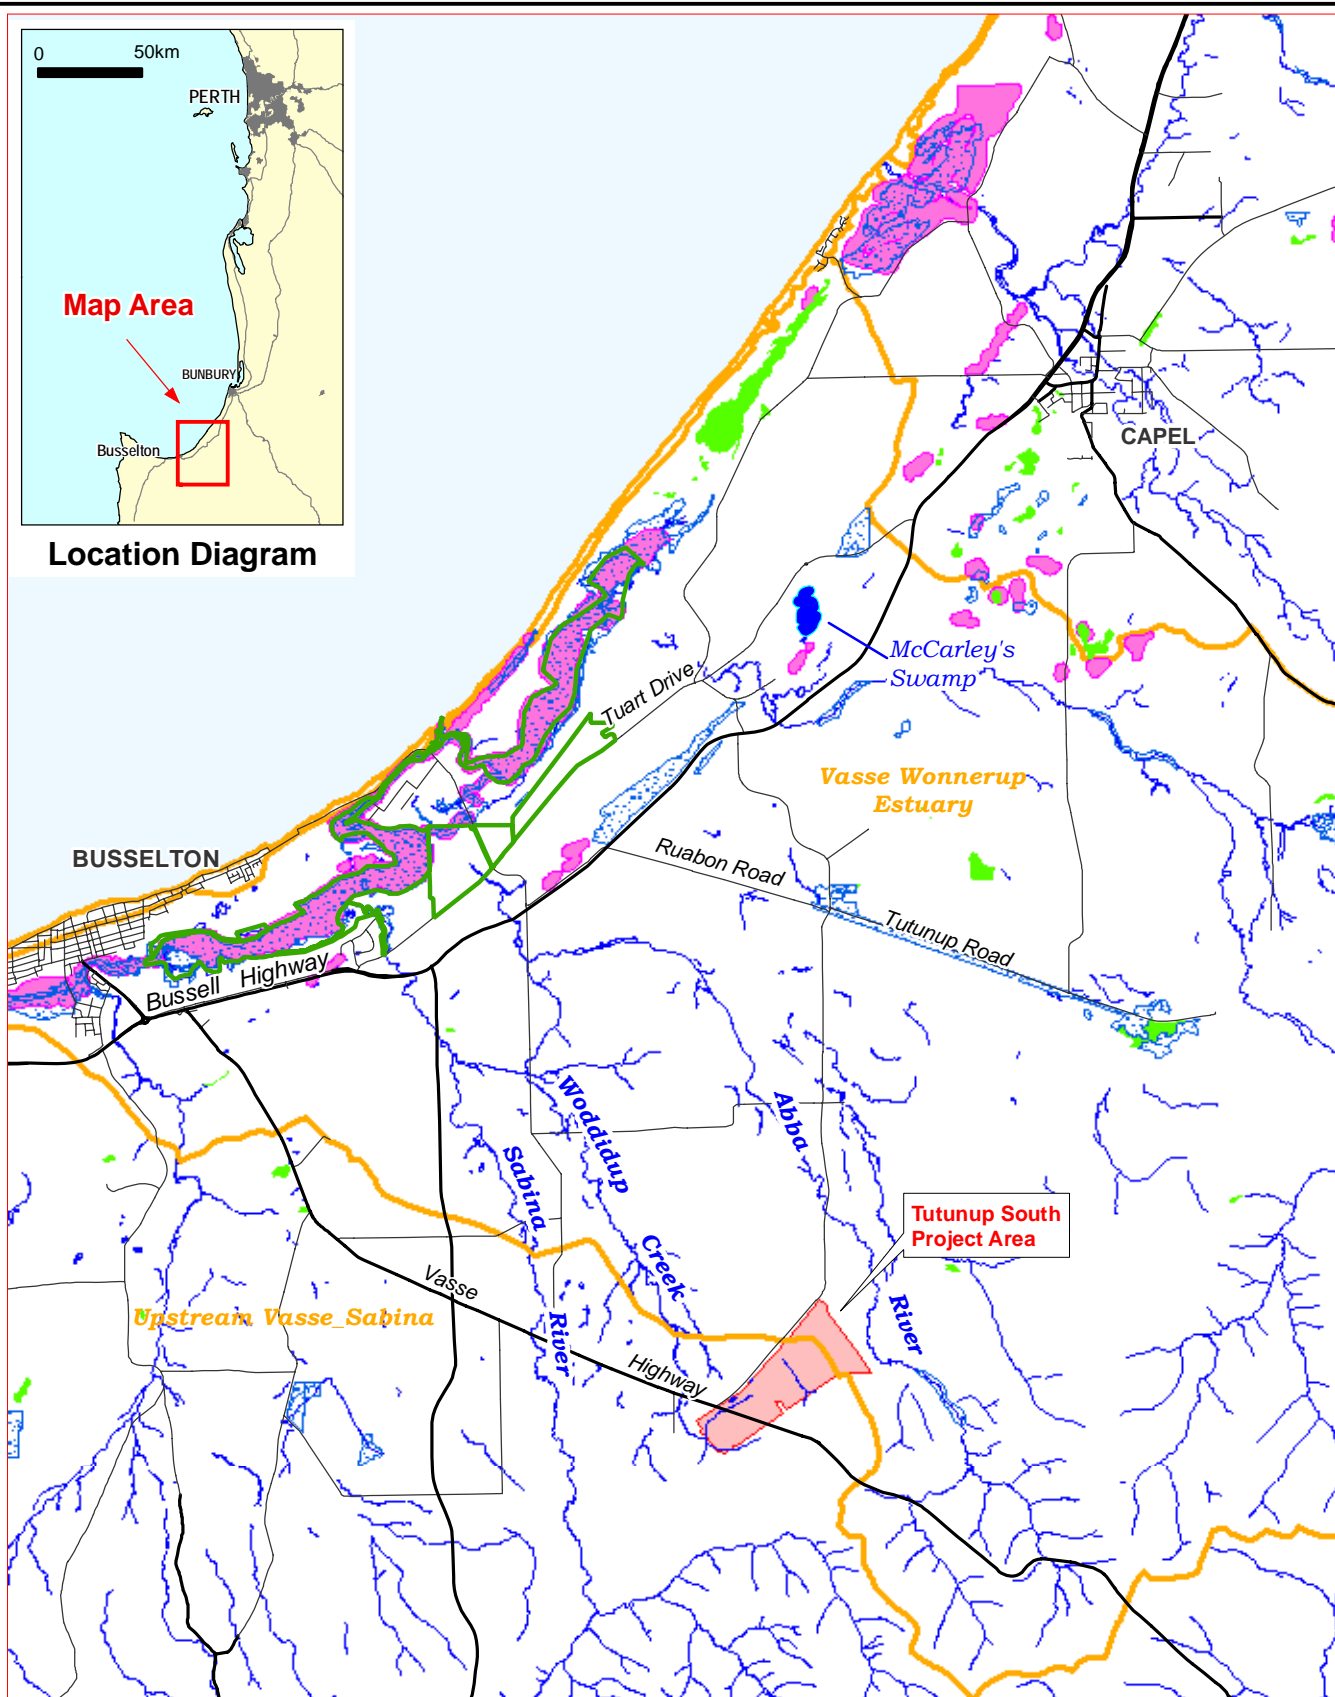 0 50km
PERTH
Map Area
BUNBURY
Busselton
Location Diagram
CAPEL
McCarley's
Swamp
Tuart Drive
Vasse Wonnerup
Estuary
BUSSELTON
Ruabon Road
Tutunup Road
Bussell Highway
Woddidup
Creek
Abba
River
Sabina
River
Tutunup South
Project Area
Vasse
Highway
Upstream Vasse_Sabina